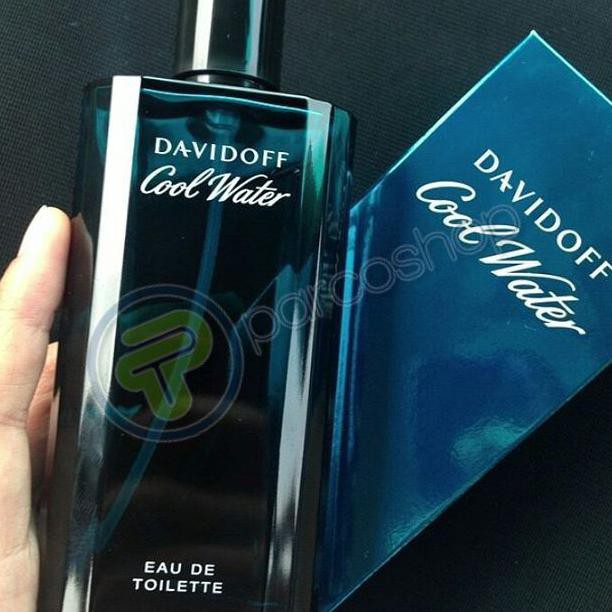 DAVIDOFF
Cool Water
EAU DE
TOILETTE
DAVIDOFF
Cool Water
parcoshop